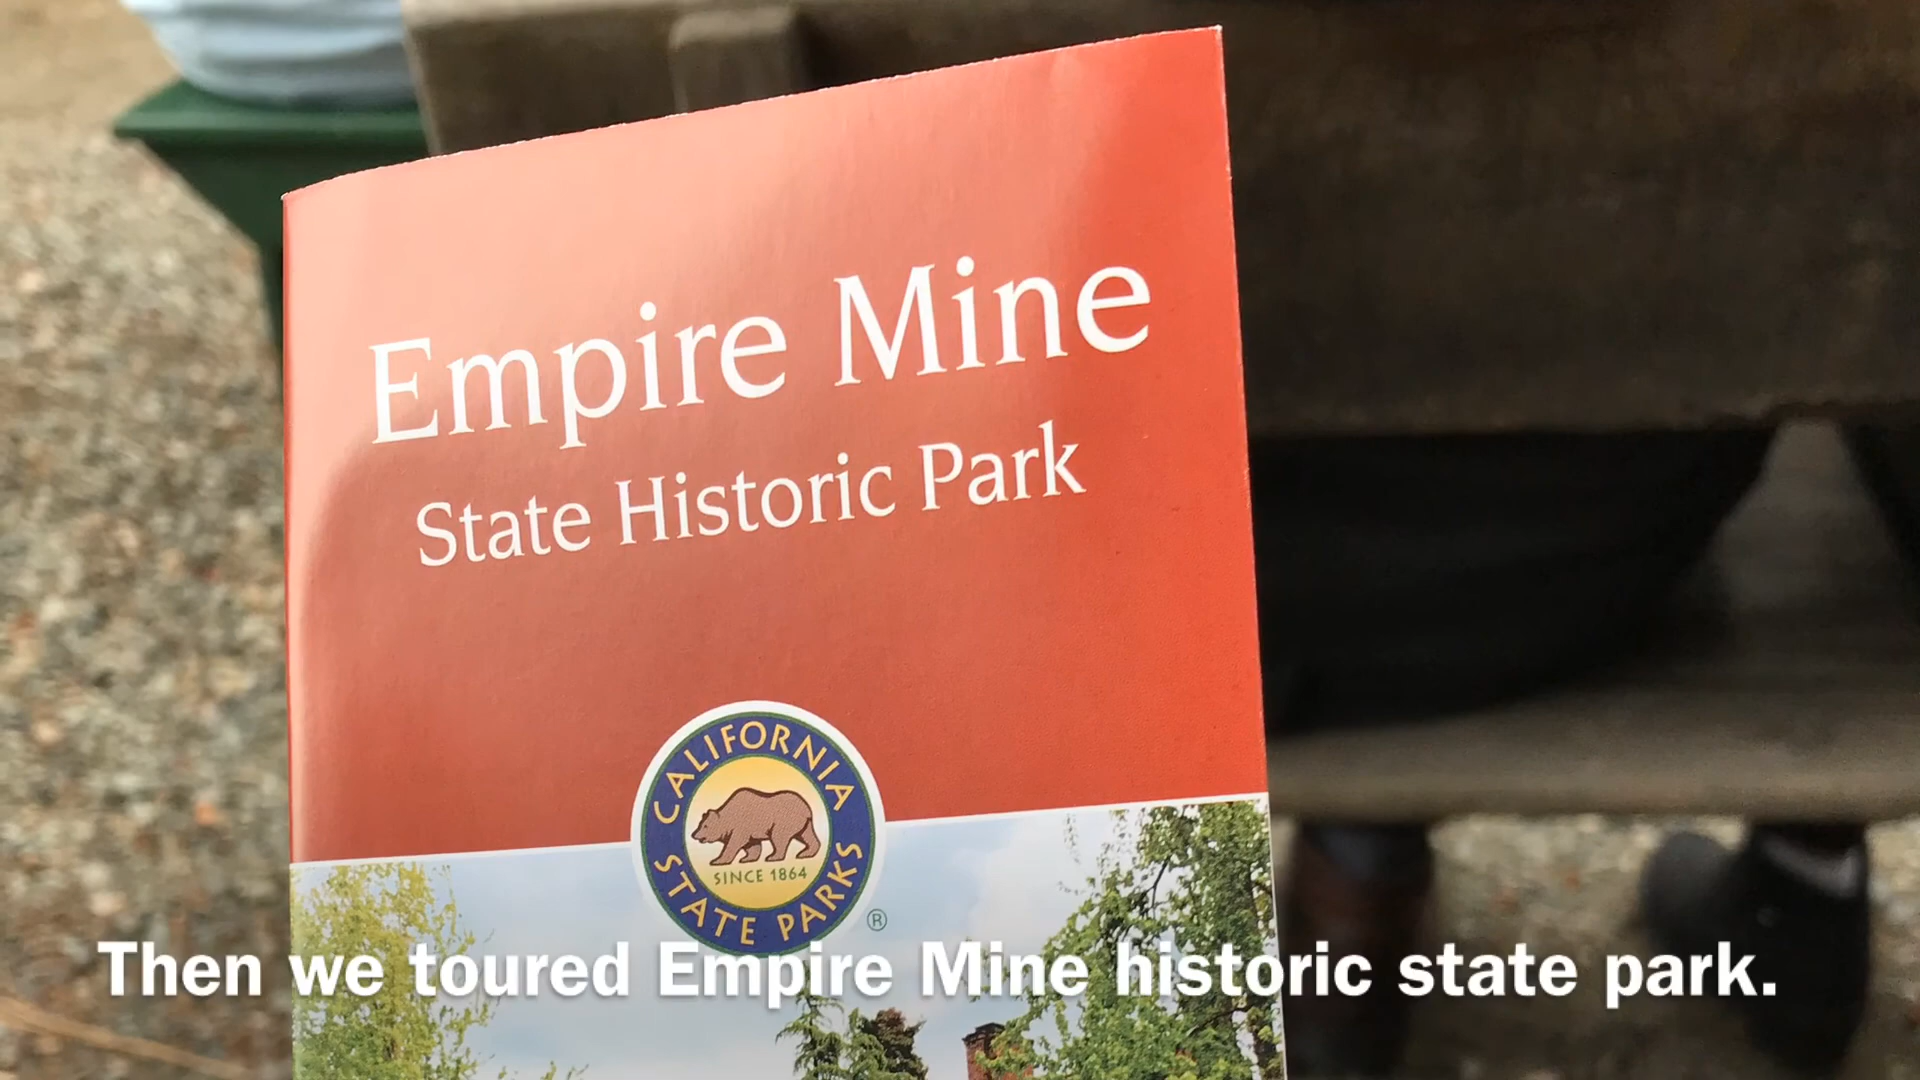 Empire Mine
State Historic Park
CALIFORNIA
SINCE 1864
STATE PARKS
®
Then we toured Empire Mine historic state park.